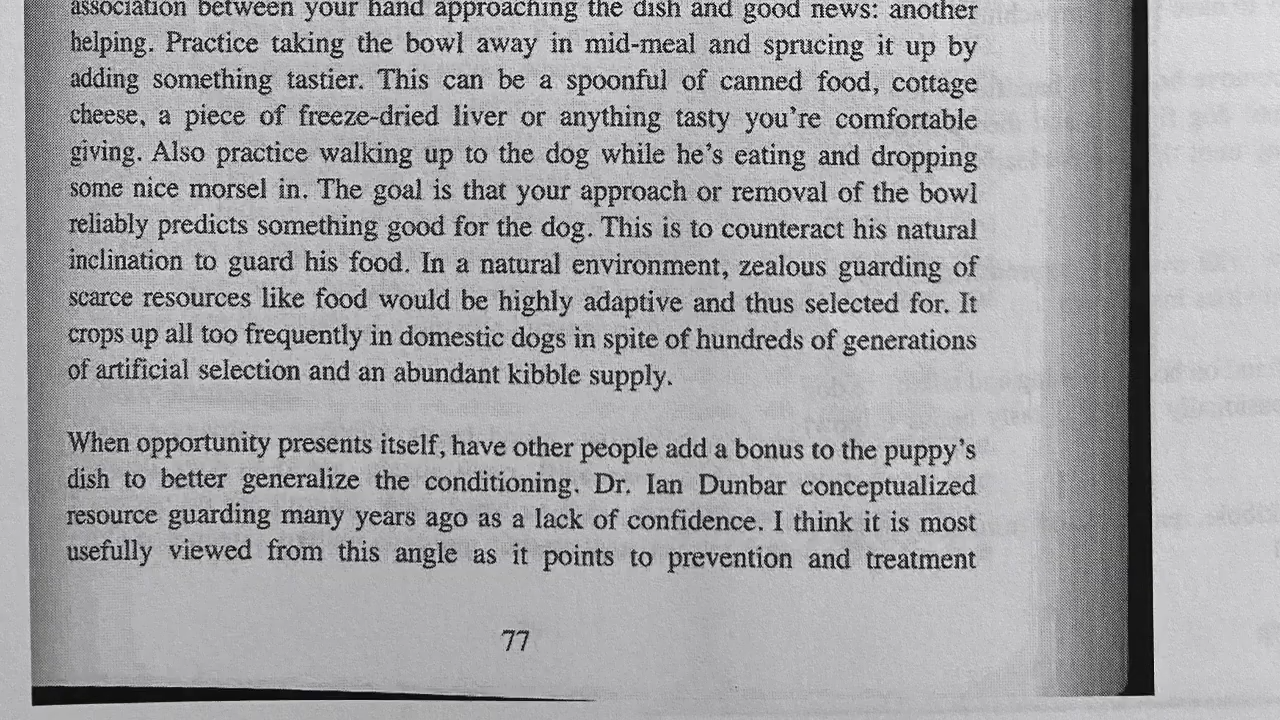 association between your hand approaching the dish and good news: another
helping. Practice taking the bowl away in mid-meal and sprucing it up by
adding something tastier. This can be a spoonful of canned food, cottage
cheese, a piece of freeze-dried liver or anything tasty you're comfortable
giving. Also practice walking up to the dog while he's eating and dropping
some nice morsel in. The goal is that your approach or removal of the bowl
reliably predicts something good for the dog. This is to counteract his natural
inclination to guard his food. In a natural environment, zealous guarding of
scarce resources like food would be highly adaptive and thus selected for. It
crops up all too frequently in domestic dogs in spite of hundreds of generations
of artificial selection and an abundant kibble supply.
When opportunity presents itself, have other people add a bonus to the puppy's
dish to better generalize the conditioning. Dr. Ian Dunbar conceptualized
resource guarding many years ago as a lack of confidence. I think it is most
usefully viewed from this angle as it points to prevention and treatment
77